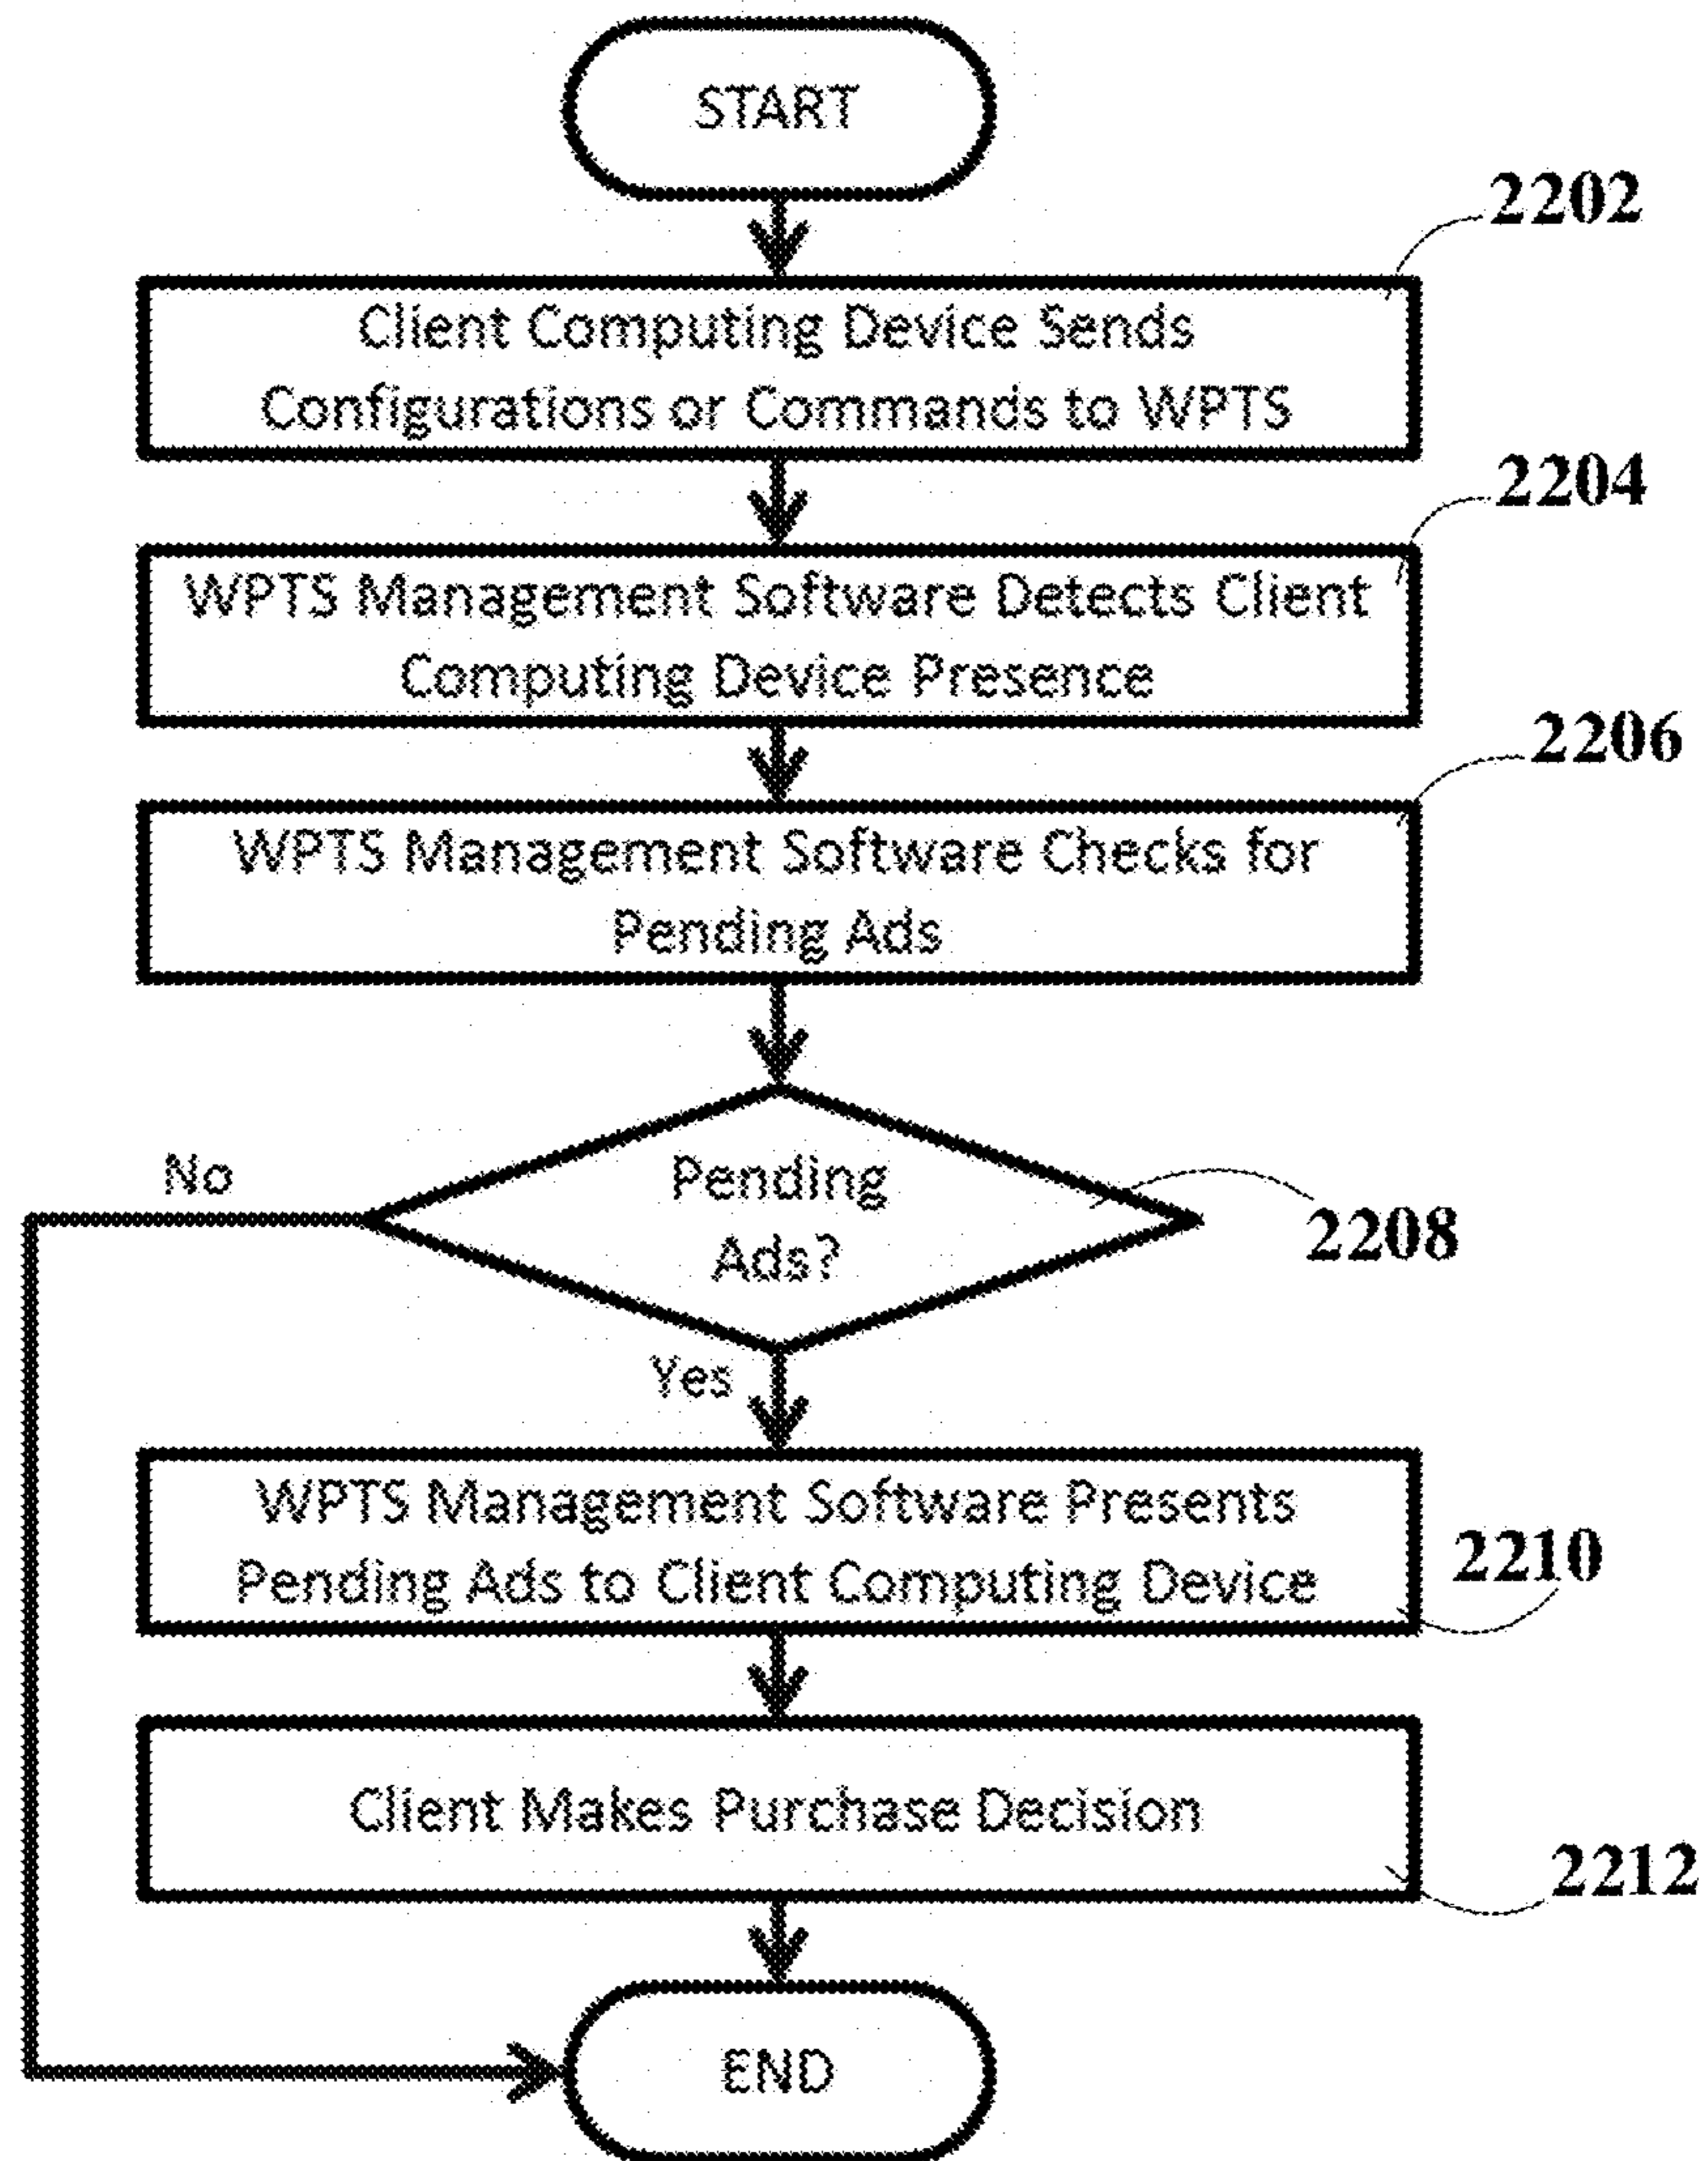 START
2202
Client Computing Device Sends
Configurations or Commands to WPTS
2204
WPTS Management Software Detects Client
Computing Device Presence
2206
WPTS Management Software Checks for
Pending Ads
No
Pending
Ads?
2208
Yes
WPTS Management Software Presents
Pending Ads to Client Computing Device
2210
Client Makes Purchase Decision
2212
END